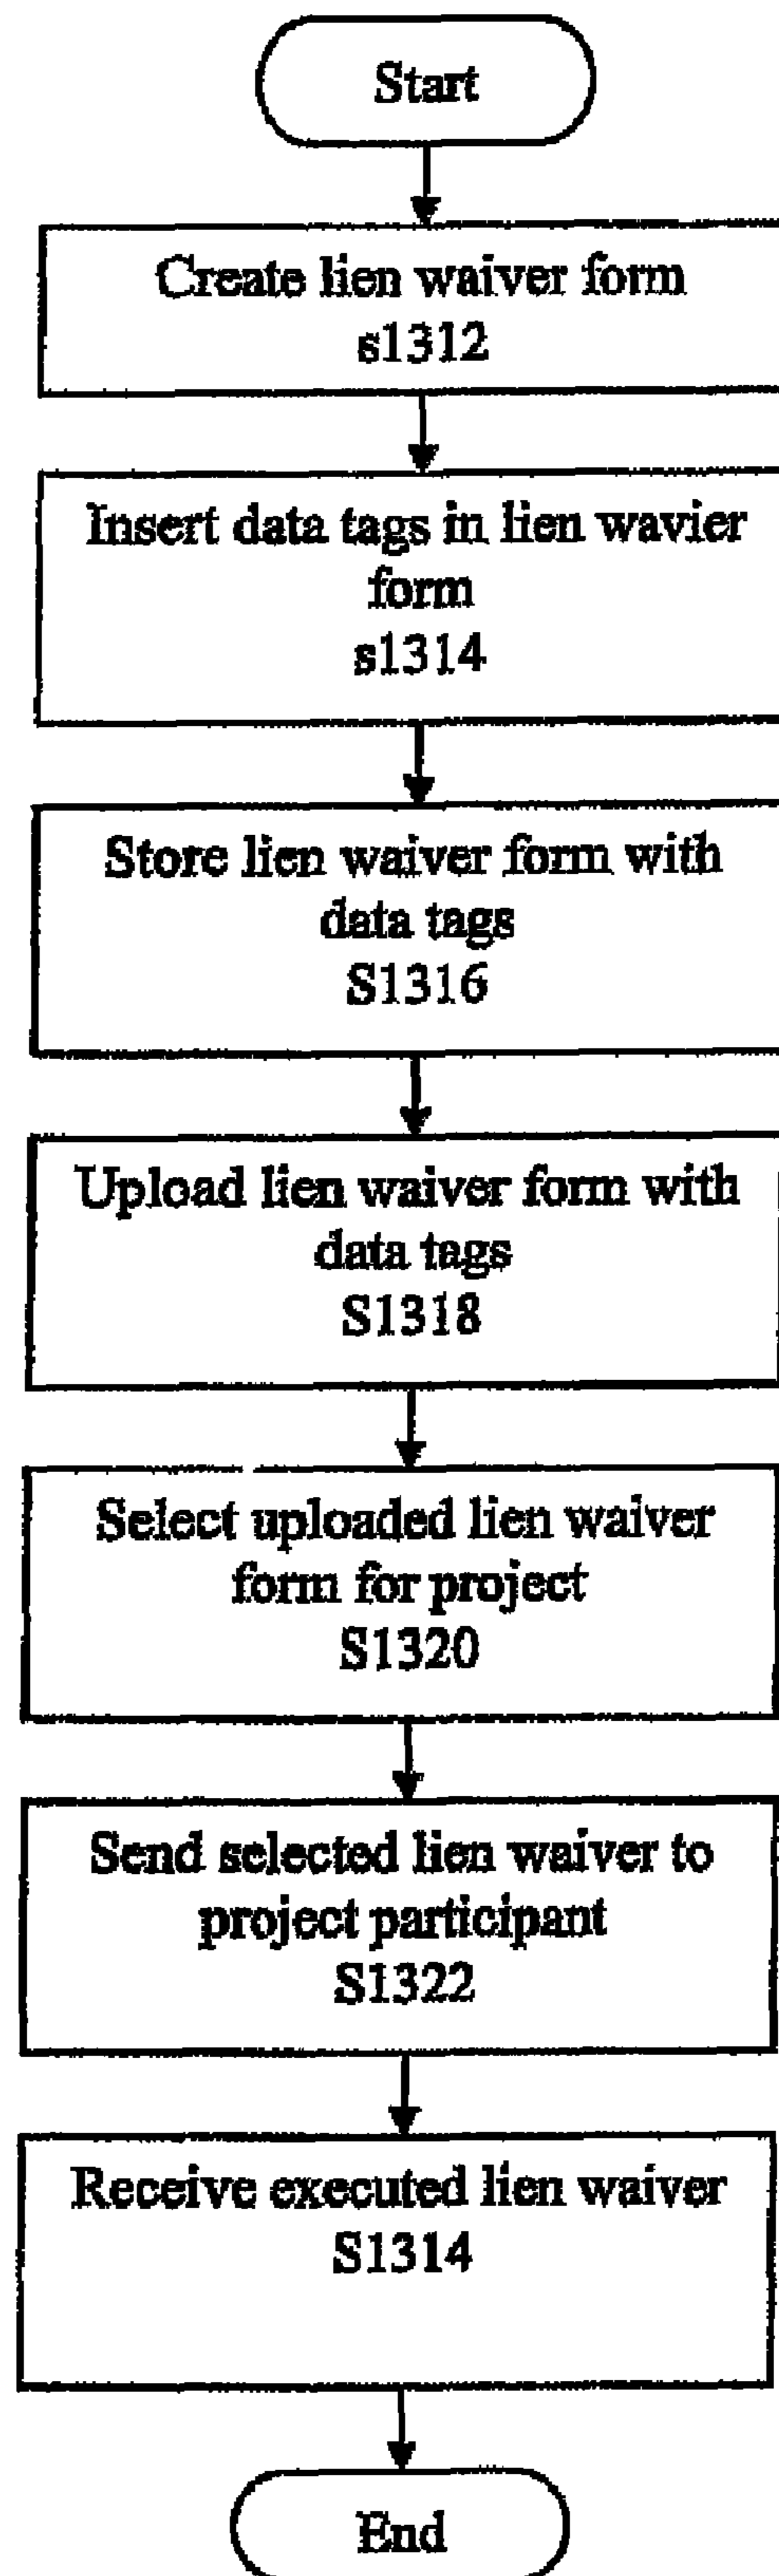 Start
Create lien waiver form
s1312
Insert data tags in lien wavier
form
s1314
Store lien waiver form with
data tags
S1316
Upload lien waiver form with
data tags
S1318
Select uploaded lien waiver
form for project
S1320
Send selected lien waiver to
project participant
S1322
Receive executed lien waiver
S1314
End